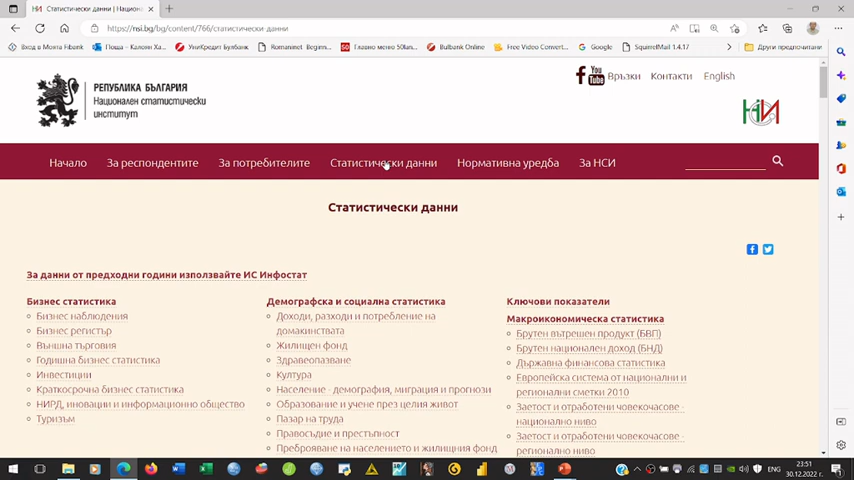 Статистически данни | Национ
https://nsi.bg/bg/content/766/статистически-данни
Вход в Монта Fibank
Поща – Калоян Ха...
УниКредит Булбанк
Romaninet Begins...
Главно меню 50lan...
Bulbank Online
Free Video Convert...
Google
SquirrelMail 1.4.17
Други предпочитани
РЕПУБЛИКА БЪЛГАРИЯ
Национален статистически
институт
You
Tube
Връзки
Контакти
English
НСИ
Начало
За респондентите
За потребителите
Статистически данни
Нормативна уредба
За НСИ
Статистически данни
За данни от предходни години използвайте ИС Инфостат
Бизнес статистика
Бизнес наблюдения
Бизнес регистър
Външна търговия
Годишна бизнес статистика
Инвестиции
Краткосрочна бизнес статистика
НИРД, иновации и информационно общество
Туризъм
Демографска и социална статистика
Доходи, разходи и потребление на
домакинствата
Жилищен фонд
Здравеопазване
Култура
Население - демография, миграция и прогнози
Образование и учене през целия живот
Пазар на труда
Правосъдие и престъпност
Преброяване на населението и жилищния фонд
Ключови показатели
Макроикономическа статистика
Брутен вътрешен продукт (БВП)
Брутен национален доход (БНД)
Държавна финансова статистика
Европейска система от национални и
регионални сметки 2010
Заетост и отработени човекочасове -
национално ниво
Заетост и отработени човекочасове -
регионално ниво
ENG
23:51
30.12.2022 г.